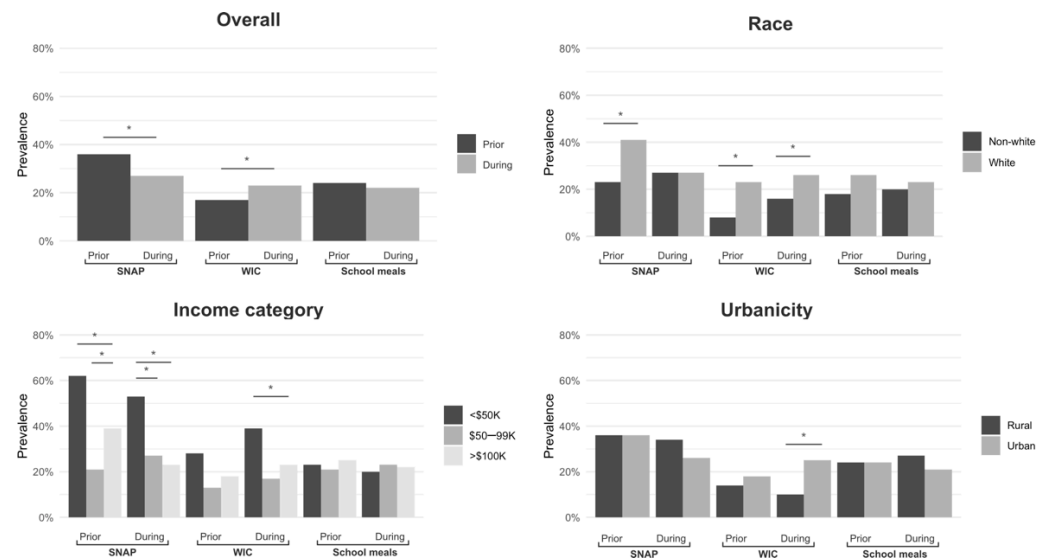 Overall
Prevalence
80%
60%
40%
20%
0%
*
*
Prior
During
Prior During Prior During Prior During
SNAP WIC School meals
Race
Prevalence
80%
60%
40%
20%
0%
*
*
*
Non-white
White
Prior During Prior During Prior During
SNAP WIC School meals
Income category
Prevalence
80%
60%
40%
20%
0%
*
*
*
*
*
<$50K
$50–99K
>$100K
Prior During Prior During Prior During
SNAP WIC School meals
Urbanicity
Prevalence
80%
60%
40%
20%
0%
*
Rural
Urban
Prior During Prior During Prior During
SNAP WIC School meals